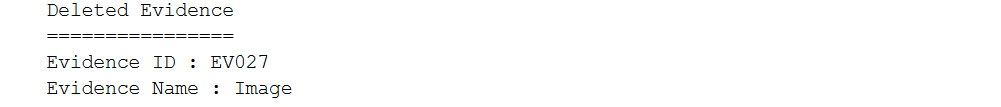 Deleted Evidence
================
Evidence ID : EV027
Evidence Name : Image